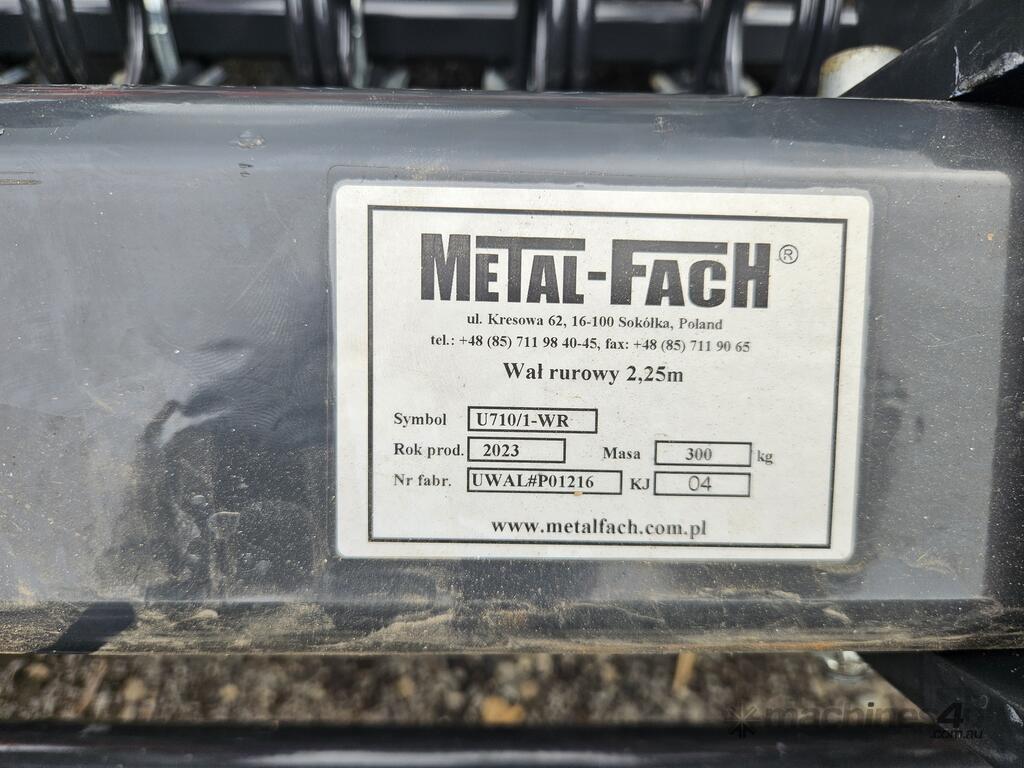 METAL-FACH®
ul. Kresowa 62, 16-100 Sokółka, Poland
tel.: +48 (85) 711 98 40-45, fax: +48 (85) 711 90 65
Wał rurowy 2,25m
Symbol U710/1-WR
Rok prod. 2023 Masa 300 kg
Nr fabr. UWAL#P01216 KJ 04
www.metalfach.com.pl
machines4u
.com.au